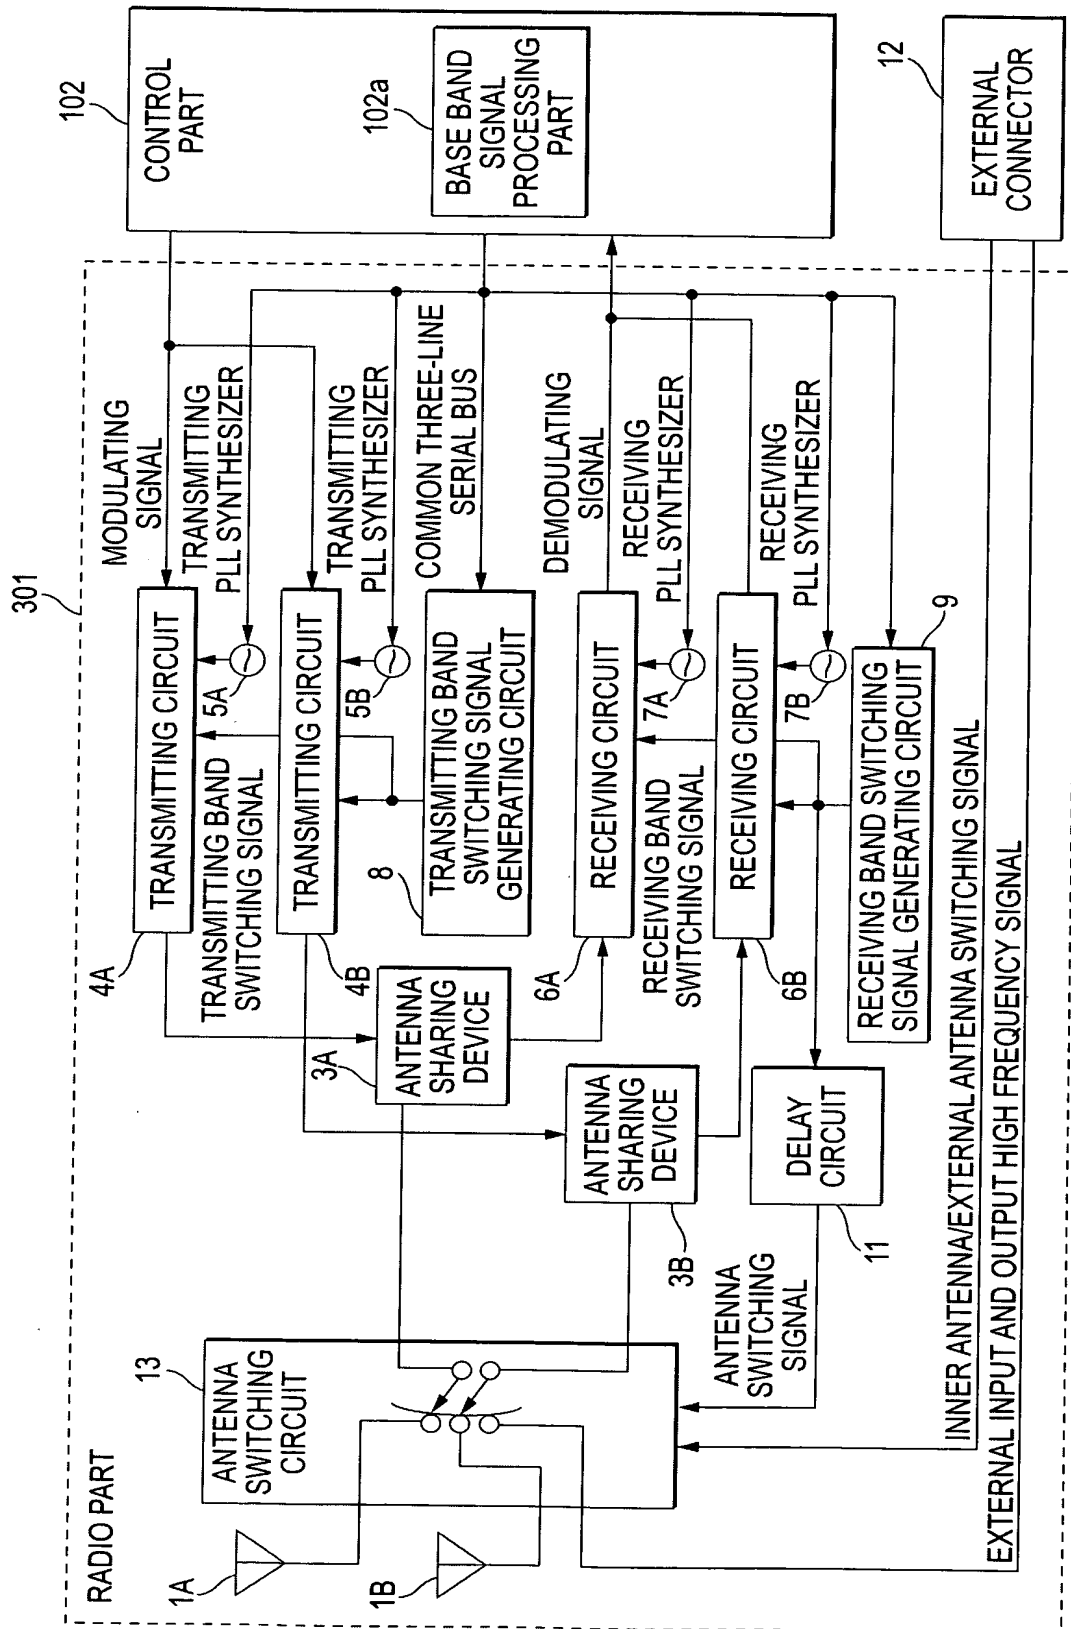 301
RADIO PART
1A
1B
13
ANTENNA
SWITCHING
CIRCUIT
3A
ANTENNA
SHARING
DEVICE
ANTENNA
SHARING
DEVICE
3B
4A
TRANSMITTING CIRCUIT
TRANSMITTING BAND
SWITCHING SIGNAL
4B
TRANSMITTING CIRCUIT
8
TRANSMITTING BAND
SWITCHING SIGNAL
GENERATING CIRCUIT
5A
5B
MODULATING
SIGNAL
TRANSMITTING
PLL SYNTHESIZER
TRANSMITTING
PLL SYNTHESIZER
COMMON THREE-LINE
SERIAL BUS
6A
RECEIVING CIRCUIT
RECEIVING BAND
SWITCHING SIGNAL
6B
RECEIVING CIRCUIT
7A
7B
DEMODULATING
SIGNAL
RECEIVING
PLL SYNTHESIZER
RECEIVING
PLL SYNTHESIZER
9
RECEIVING BAND SWITCHING
SIGNAL GENERATING CIRCUIT
DELAY
CIRCUIT
11
ANTENNA
SWITCHING
SIGNAL
INNER ANTENNA/EXTERNAL ANTENNA SWITCHING SIGNAL
EXTERNAL INPUT AND OUTPUT HIGH FREQUENCY SIGNAL
102
CONTROL
PART
102a
BASE BAND
SIGNAL
PROCESSING
PART
12
EXTERNAL
CONNECTOR